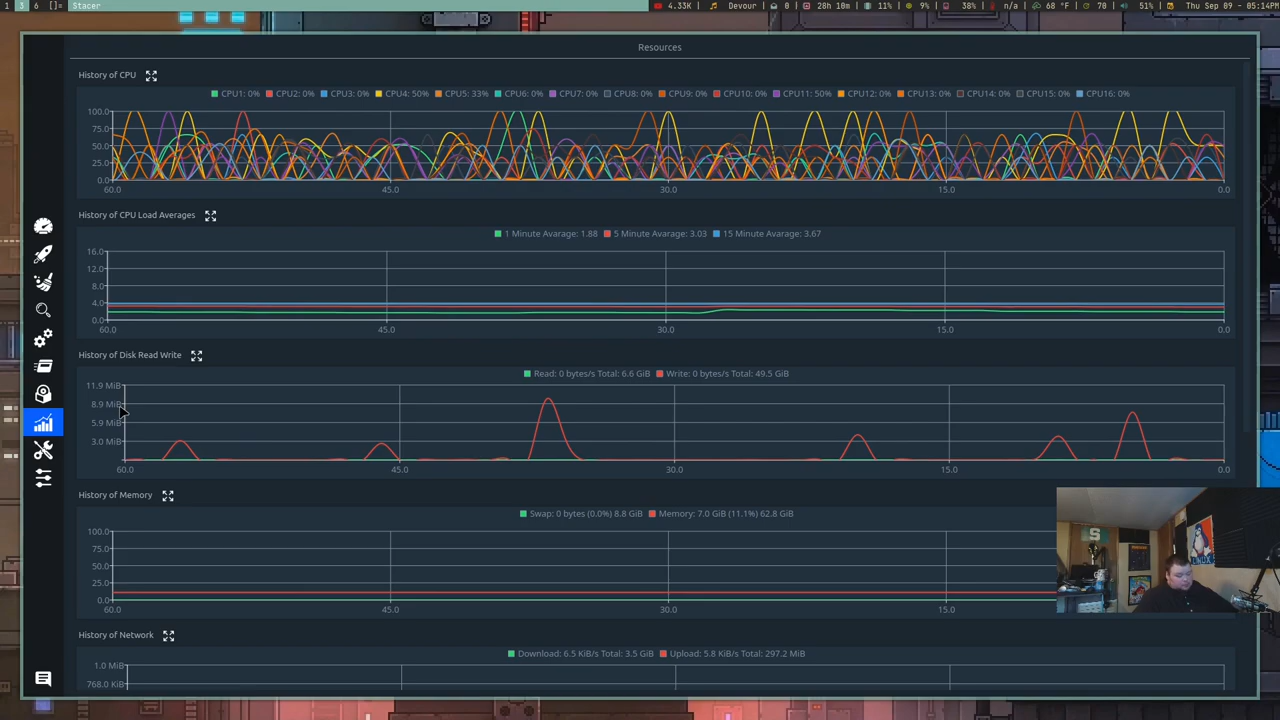 1 3 6 []= Stacer 4.33K Devour 0 28h 10m 11% 9% 38% n/a 68 °F 70 51% Thu Sep 09 - 05:14PM
Resources
History of CPU
CPU1: 0% CPU2: 0% CPU3: 0% CPU4: 50% CPU5: 33% CPU6: 0% CPU7: 0% CPU8: 0% CPU9: 0% CPU10: 0% CPU11: 50% CPU12: 0% CPU13: 0% CPU14: 0% CPU15: 0% CPU16: 0%
100.0
75.0
50.0
25.0
0.0
60.0 45.0 30.0 15.0 0.0
History of CPU Load Averages
1 Minute Avarage: 1.88 5 Minute Avarage: 3.03 15 Minute Avarage: 3.67
16.0
12.0
8.0
4.0
0.0
60.0 45.0 30.0 15.0 0.0
History of Disk Read Write
Read: 0 bytes/s Total: 6.6 GiB Write: 0 bytes/s Total: 49.5 GiB
11.9 MiB
8.9 MiB
5.9 MiB
3.0 MiB
60.0 45.0 30.0 15.0 0.0
History of Memory
Swap: 0 bytes (0.0%) 8.8 GiB Memory: 7.0 GiB (11.1%) 62.8 GiB
100.0
75.0
50.0
25.0
0.0
60.0 45.0 30.0 15.0
History of Network
Download: 6.5 KiB/s Total: 3.5 GiB Upload: 5.8 KiB/s Total: 297.2 MiB
1.0 MiB
768.0 KiB